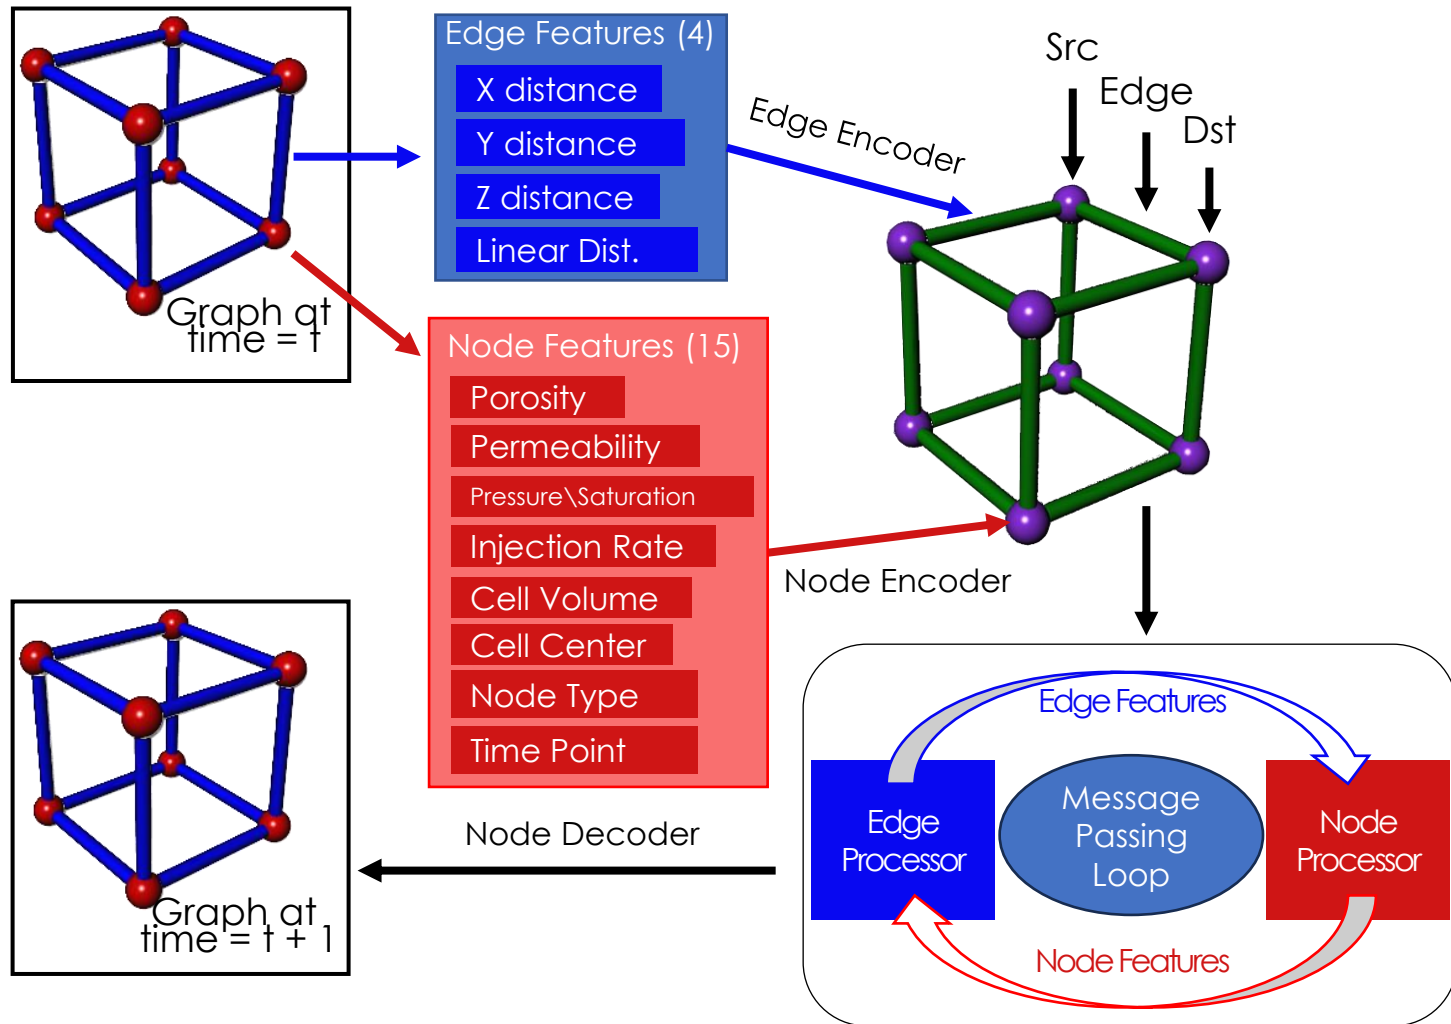 Graph at
time = t
Edge Features (4)
X distance
Y distance
Z distance
Linear Dist.
Edge Encoder
Src
Edge
Dst
Node Features (15)
Porosity
Permeability
Pressure\Saturation
Injection Rate
Cell Volume
Cell Center
Node Type
Time Point
Node Encoder
Edge Features
Edge
Processor
Message
Passing
Loop
Node
Processor
Node Features
Node Decoder
Graph at
time = t + 1